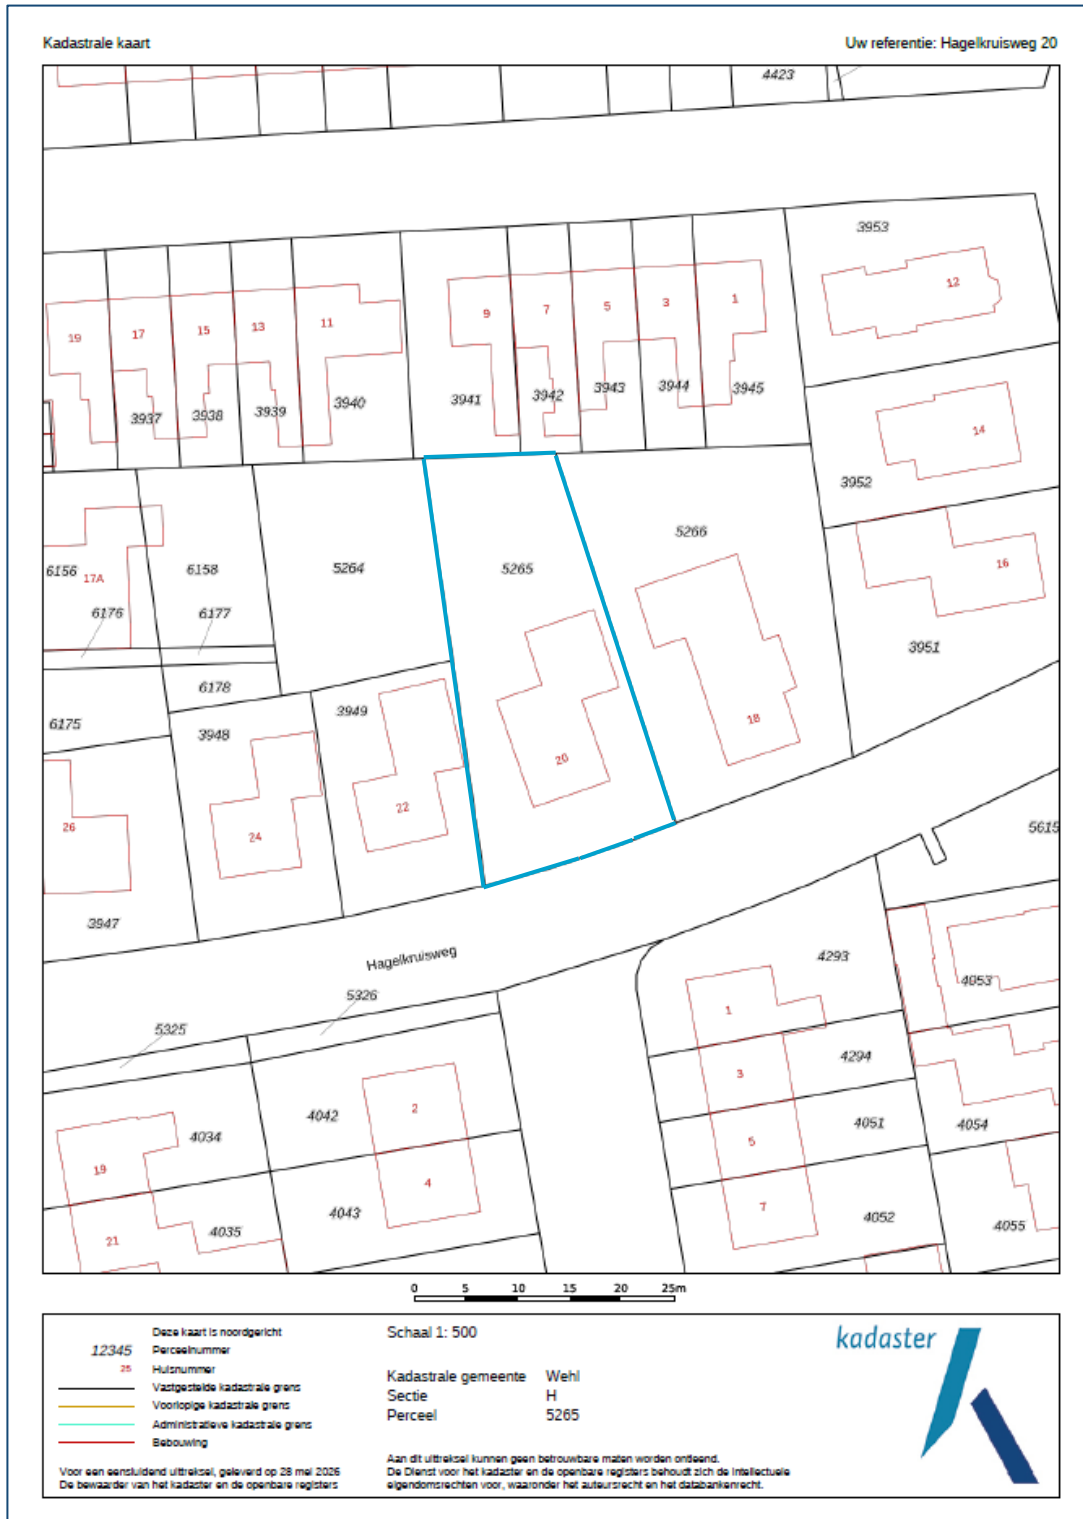 Kadastrale kaart
Uw referentie: Hagelkruisweg 20
4423
3953
12
19
17
15
13
11
9
7
5
3
1
3937
3938
3939
3940
3941
3942
3943
3944
3945
14
3952
5266
16
6156
17A
6158
5264
5265
6176
6177
3951
6178
6175
3949
3948
18
20
22
24
26
5615
3947
Hagelkruisweg
4293
4053
5326
5325
1
4294
3
4042
2
4051
4054
4034
5
19
4
4043
7
4052
4055
4035
21
0 5 10 15 20 25m
Deze kaart is noordgericht
12345 Perceelnummer
25 Huisnummer
Vastgestelde kadastrale grens
Voorlopige kadastrale grens
Administratieve kadastrale grens
Bebouwing
Voor een eensluidend uittreksel, geleverd op 28 mei 2026
De bewaarder van het kadaster en de openbare registers
Schaal 1: 500
Kadastrale gemeente Wehl
Sectie H
Perceel 5265
Aan dit uittreksel kunnen geen betrouwbare maten worden ontleend.
De Dienst voor het kadaster en de openbare registers behoudt zich de intellectuele
eigendomsrechten voor, waaronder het auteursrecht en het databankenrecht.
kadaster